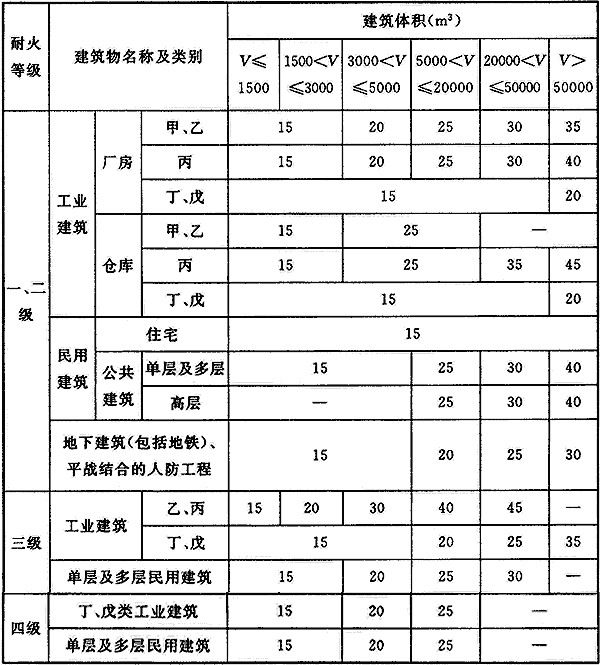 耐火等级 建筑物名称及类别 建筑体积(m³)
V≤1500 1500<V≤3000 3000<V≤5000 5000<V≤20000 20000<V≤50000 V>50000
一、二级 工业建筑 厂房 甲、乙 15 20 25 30 35
丙 15 20 25 30 40
丁、戊 15 20
仓库 甲、乙 15 25 —
丙 15 25 35 45
丁、戊 15 20
民用建筑 住宅 15
公共建筑 单层及多层 15 25 30 40
高层 — 25 30 40
地下建筑(包括地铁)、平战结合的人防工程 15 20 25 30
三级 工业建筑 乙、丙 15 20 30 40 45 —
丁、戊 15 20 25 35
单层及多层民用建筑 15 20 25 30 —
四级 丁、戊类工业建筑 15 20 25 —
单层及多层民用建筑 15 20 25 —